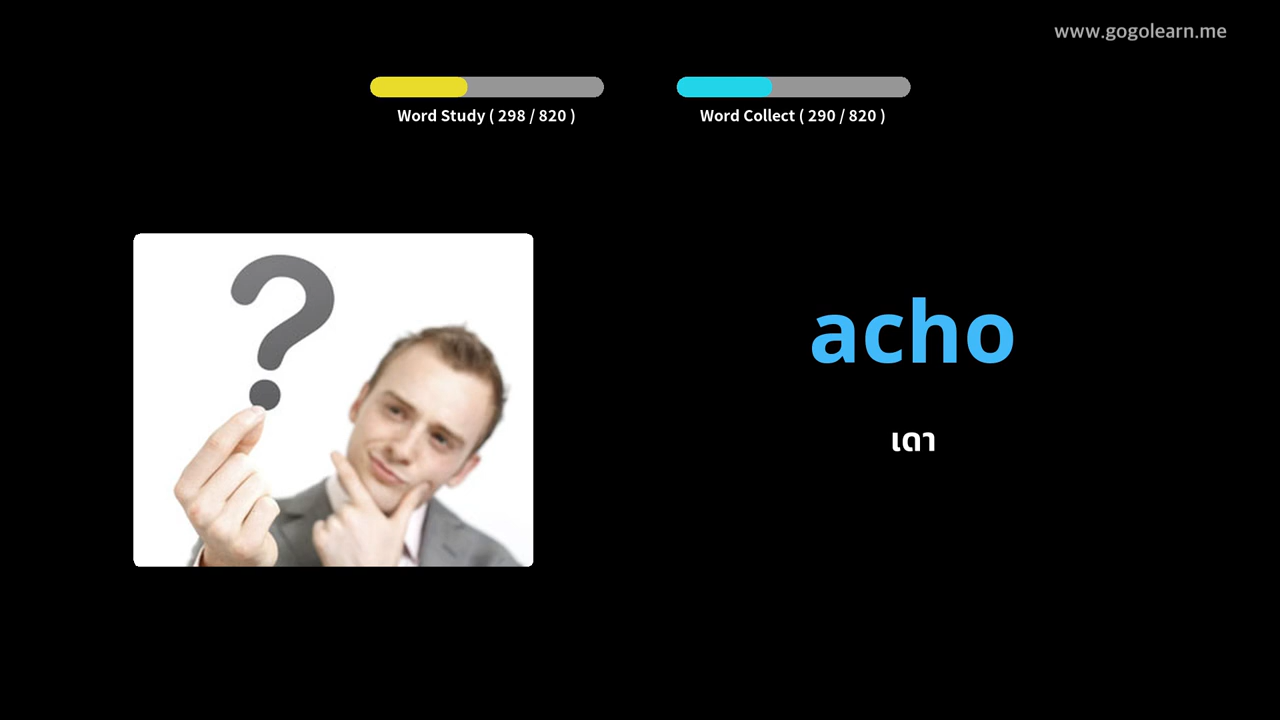 www.gogolearn.me
Word Study ( 298 / 820 )
Word Collect ( 290 / 820 )
?
acho
เดา